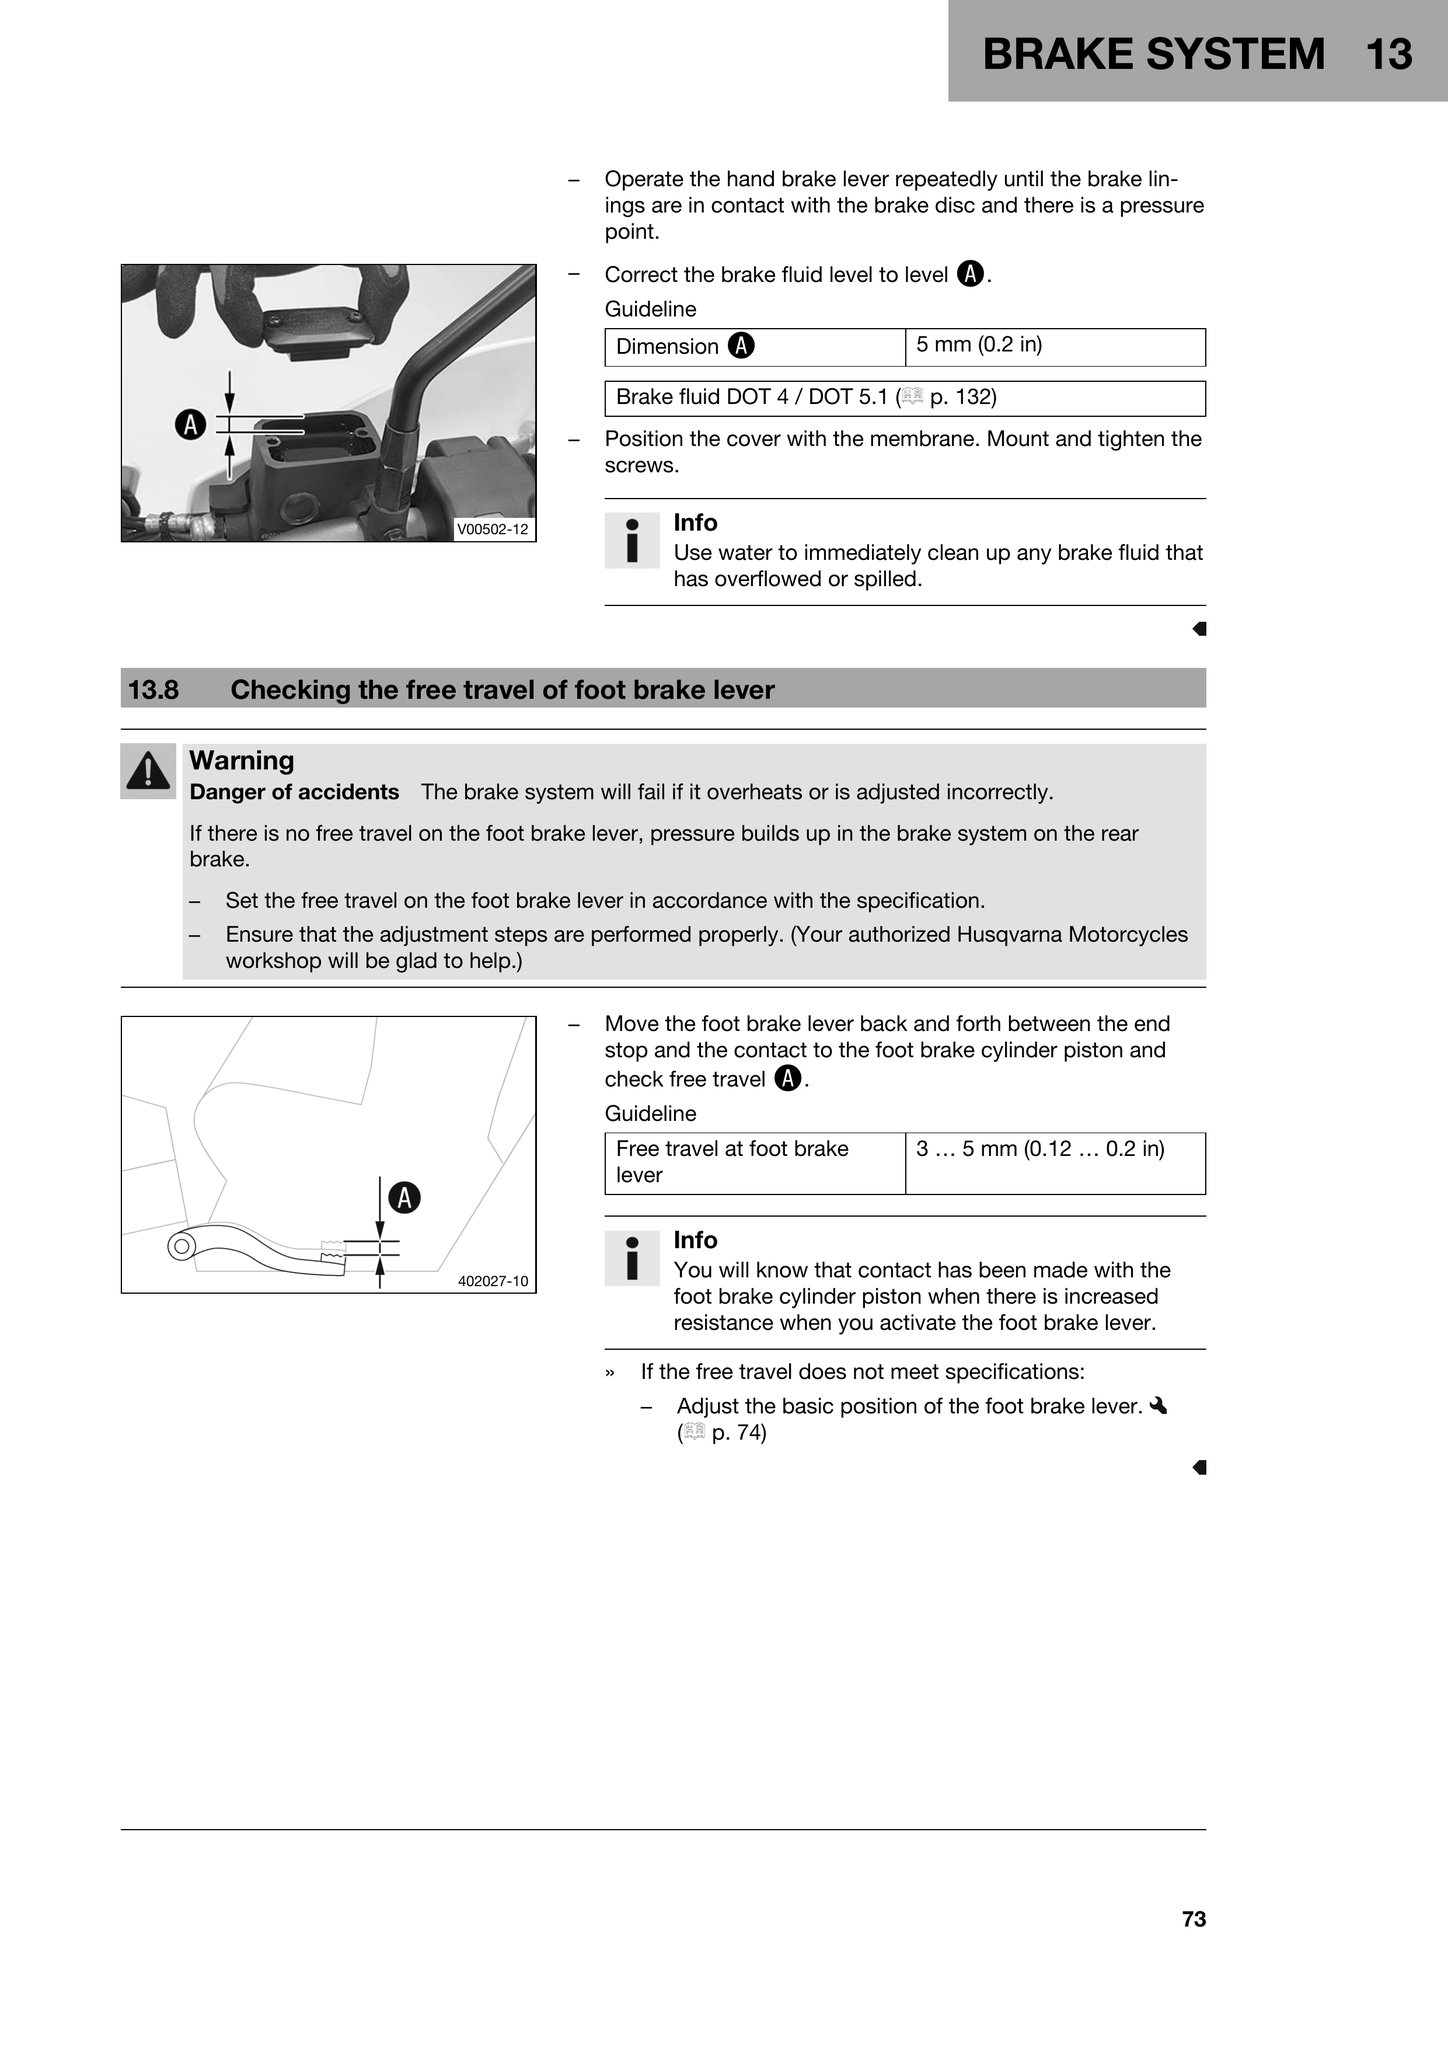 BRAKE SYSTEM 13
– Operate the hand brake lever repeatedly until the brake lin-
ings are in contact with the brake disc and there is a pressure
point.
– Correct the brake fluid level to level A.
Guideline
Dimension A 5 mm (0.2 in)
Brake fluid DOT 4 / DOT 5.1 ( p. 132)
– Position the cover with the membrane. Mount and tighten the
screws.
A
V00502-12
i Info
Use water to immediately clean up any brake fluid that
has overflowed or spilled.
13.8 Checking the free travel of foot brake lever
Warning
Danger of accidents The brake system will fail if it overheats or is adjusted incorrectly.
If there is no free travel on the foot brake lever, pressure builds up in the brake system on the rear
brake.
– Set the free travel on the foot brake lever in accordance with the specification.
– Ensure that the adjustment steps are performed properly. (Your authorized Husqvarna Motorcycles
workshop will be glad to help.)
A
402027-10
– Move the foot brake lever back and forth between the end
stop and the contact to the foot brake cylinder piston and
check free travel A.
Guideline
Free travel at foot brake 3 … 5 mm (0.12 … 0.2 in)
lever
i Info
You will know that contact has been made with the
foot brake cylinder piston when there is increased
resistance when you activate the foot brake lever.
» If the free travel does not meet specifications:
– Adjust the basic position of the foot brake lever.
( p. 74)
73